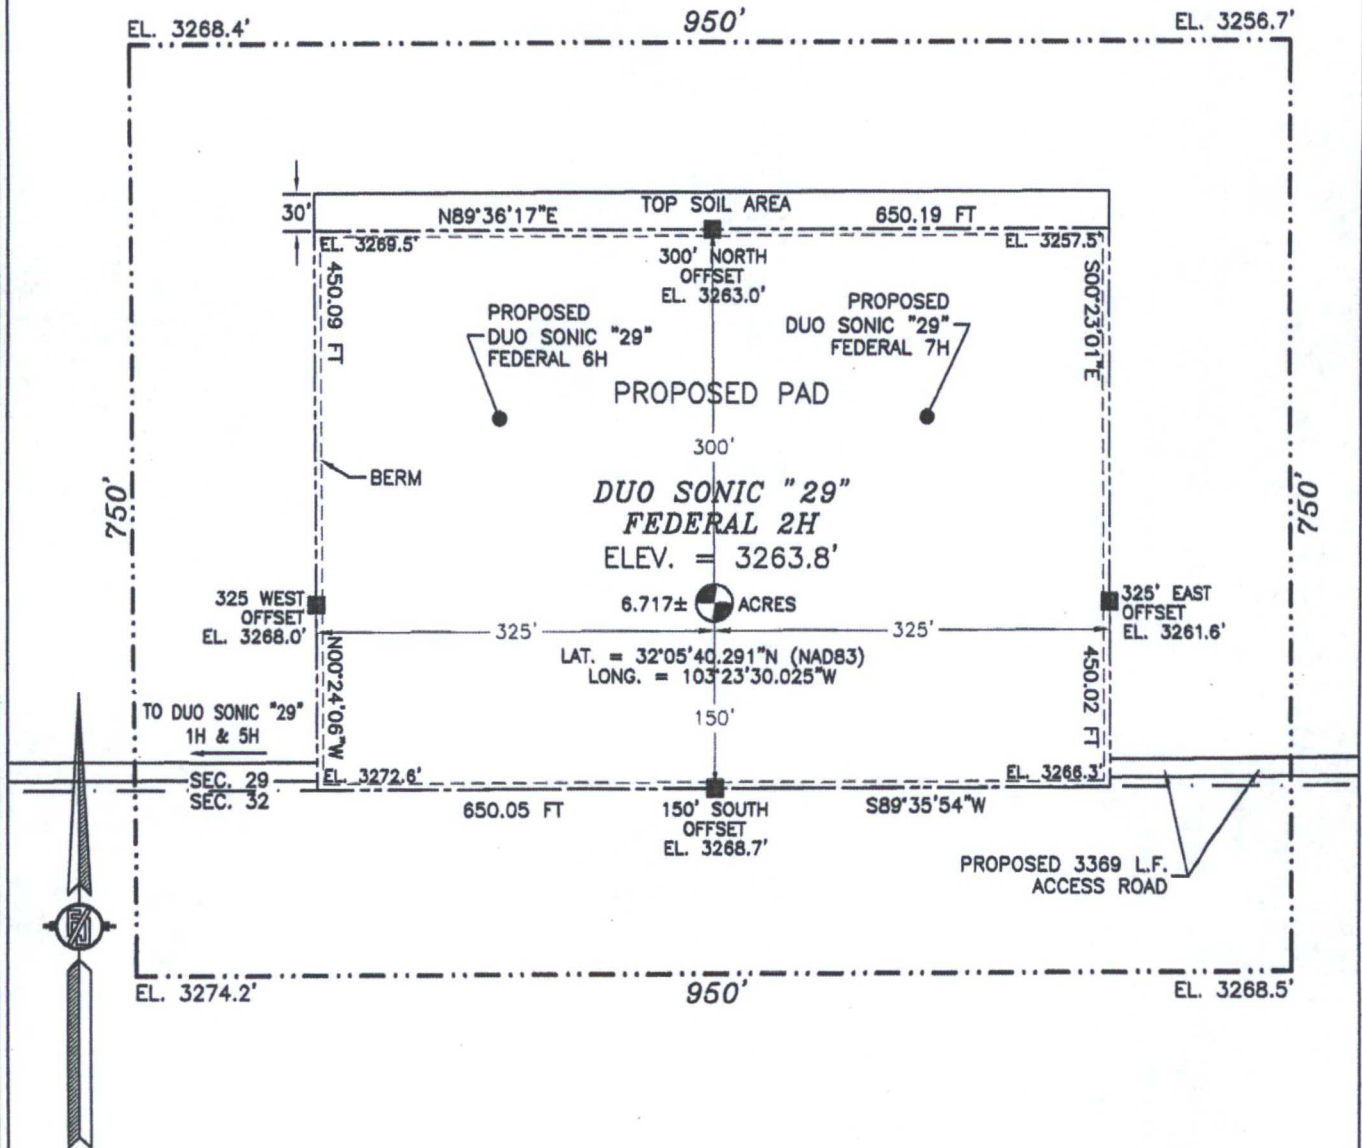 EL. 3268.4'
950'
EL. 3256.7'
30'
N89°36'17"E
TOP SOIL AREA
650.19 FT
EL. 3269.5'
EL. 3257.5'
300' NORTH
OFFSET
EL. 3263.0'
450.09 FT
S00°23'01"E
PROPOSED
DUO SONIC "29"
FEDERAL 6H
PROPOSED
DUO SONIC "29"
FEDERAL 7H
PROPOSED PAD
300'
BERM
750'
750'
DUO SONIC "29"
FEDERAL 2H
ELEV. = 3263.8'
325 WEST
OFFSET
EL. 3268.0'
6.717± ACRES
325' EAST
OFFSET
EL. 3261.6'
325'
325'
LAT. = 32°05'40.291"N (NAD83)
LONG. = 103°23'30.025"W
N00°24'06"W
450.02 FT
150'
TO DUO SONIC "29"
1H & 5H
SEC. 29
SEC. 32
EL. 3272.6'
EL. 3266.3'
650.05 FT
150' SOUTH
OFFSET
EL. 3268.7'
S89°35'54"W
PROPOSED 3369 L.F.
ACCESS ROAD
EL. 3274.2'
950'
EL. 3268.5'